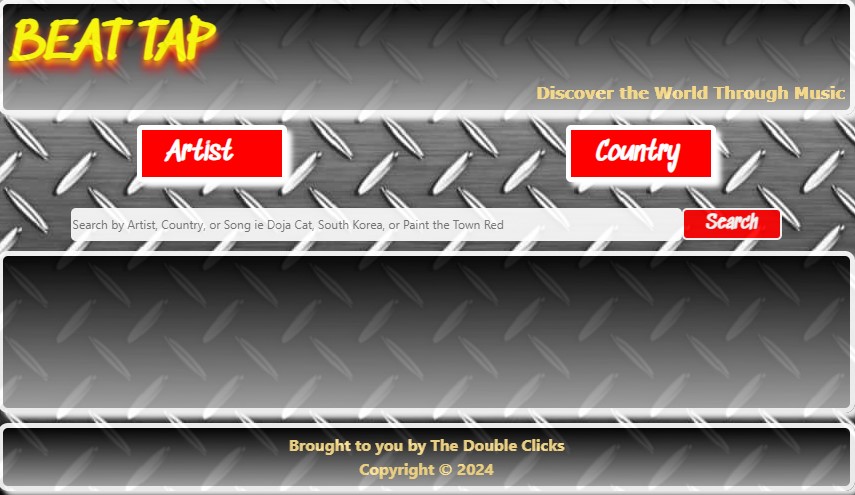 BEAT TAP
Discover the World Through Music
Artist
Country
Search by Artist, Country, or Song ie Doja Cat, South Korea, or Paint the Town Red
Search
Brought to you by The Double Clicks
Copyright © 2024